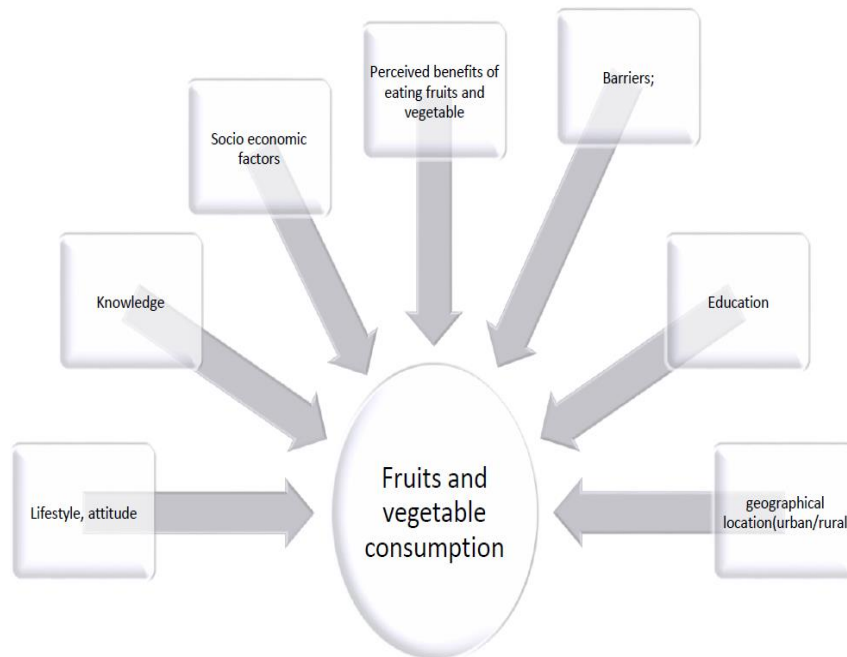 Perceived benefits of
eating fruits and
vegetable
Barriers;
Socio economic
factors
Knowledge
Education
Lifestyle, attitude
Fruits and
vegetable
consumption
geographical
location(urban/rural